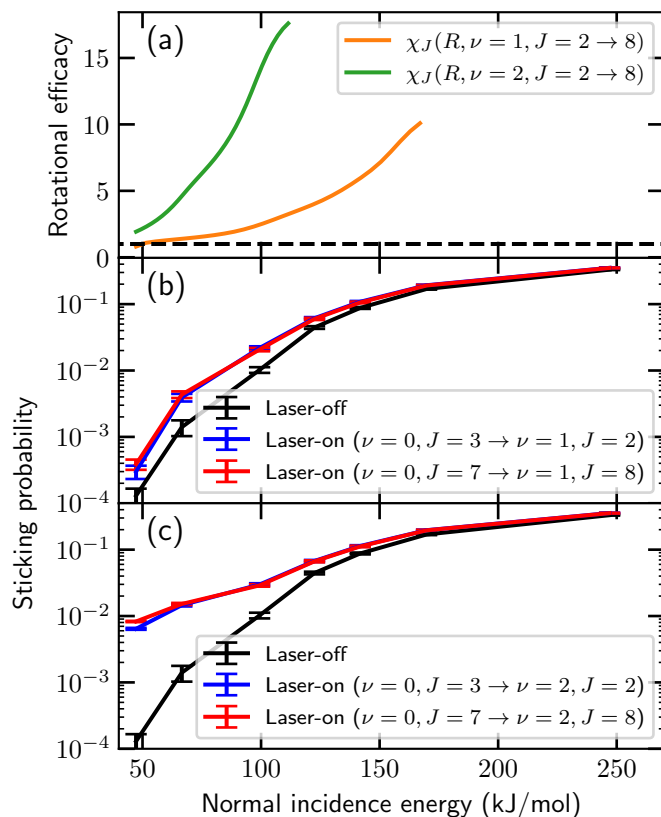 (a)
χ_J(R, ν = 1, J = 2 → 8)
χ_J(R, ν = 2, J = 2 → 8)
Rotational efficacy
15
10
5
0
(b)
10⁻¹
10⁻²
10⁻³
10⁻⁴
Laser-off
Laser-on (ν = 0, J = 3 → ν = 1, J = 2)
Laser-on (ν = 0, J = 7 → ν = 1, J = 8)
Sticking probability
(c)
10⁻¹
10⁻²
10⁻³
10⁻⁴
Laser-off
Laser-on (ν = 0, J = 3 → ν = 2, J = 2)
Laser-on (ν = 0, J = 7 → ν = 2, J = 8)
50 100 150 200 250
Normal incidence energy (kJ/mol)